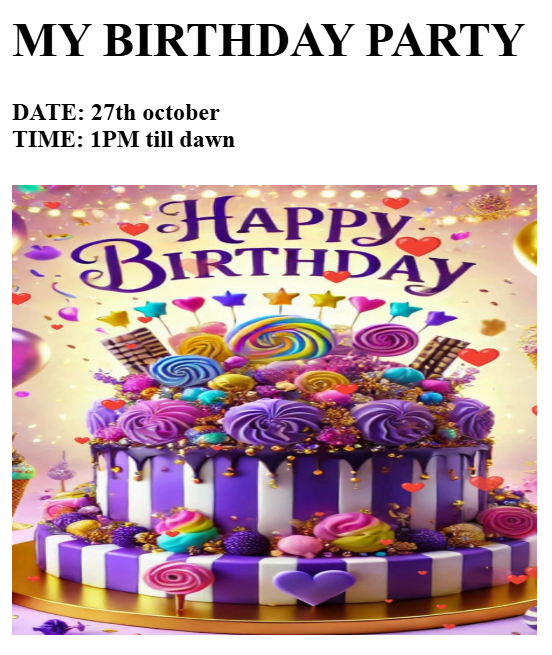 MY BIRTHDAY PARTY
DATE: 27th october
TIME: 1PM till dawn
HAPPY
BIRTHDAY